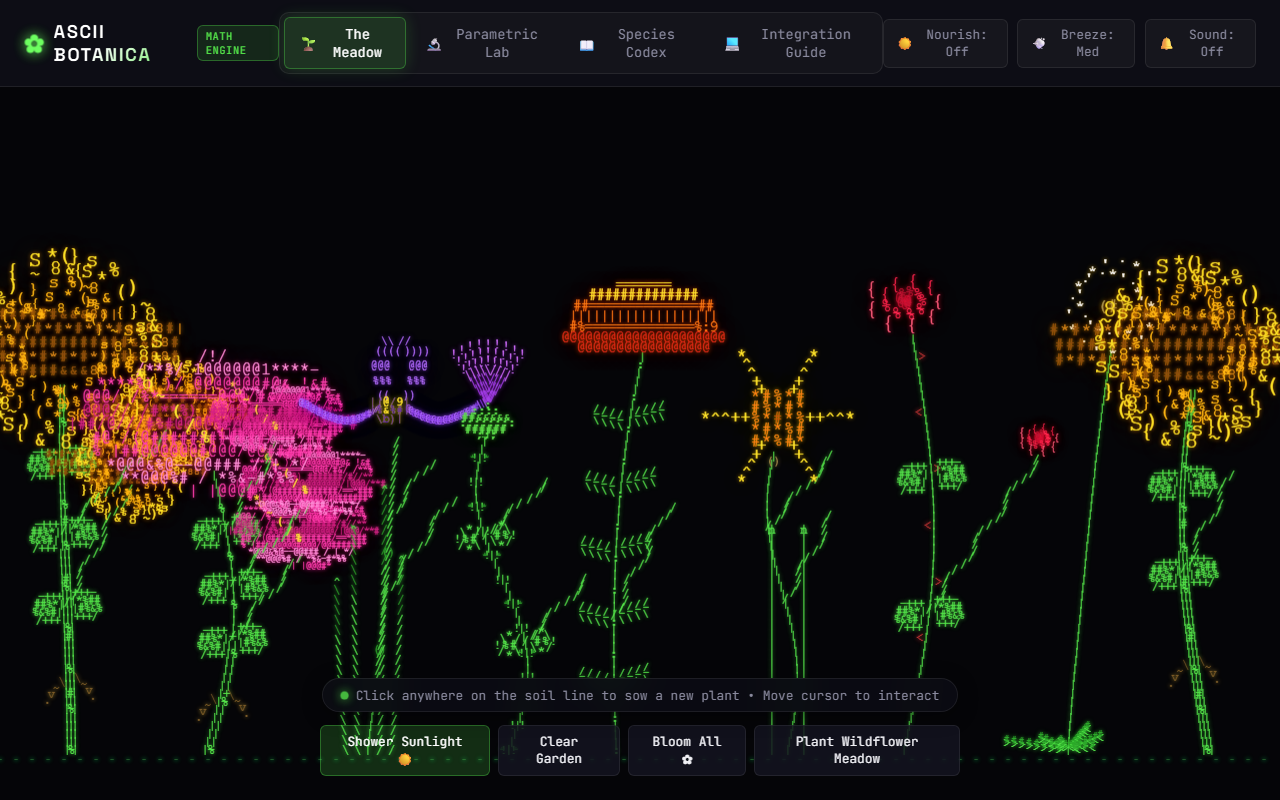 ASCII
BOTANICA
MATH
ENGINE
The
Meadow
Parametric
Lab
Species
Codex
Integration
Guide
Nourish:
Off
Breeze:
Med
Sound:
Off
Click anywhere on the soil line to sow a new plant • Move cursor to interact
Shower Sunlight
Clear
Garden
Bloom All
Plant Wildflower
Meadow